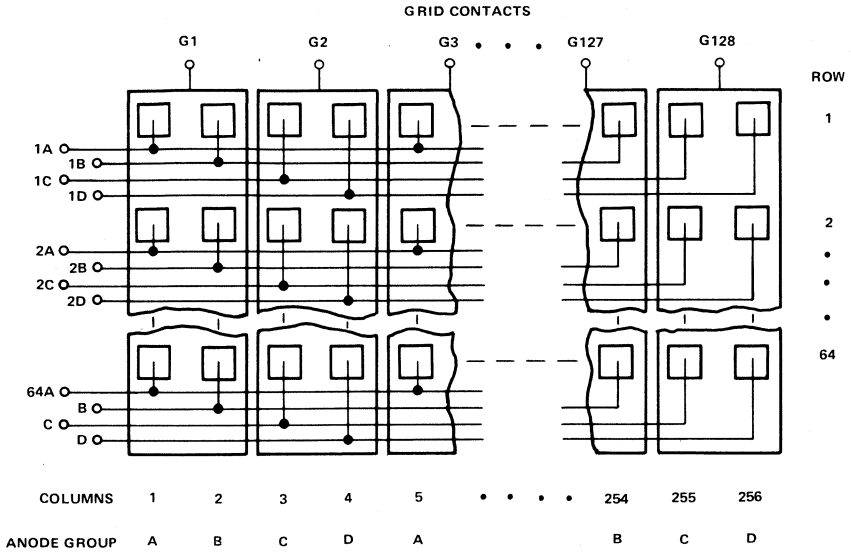 GRID CONTACTS
G1 G2 G3 • • • G127 G128
ROW
1
1A
1B
1C
1D
2
2A
2B
2C
2D
64
64A
B
C
D
COLUMNS 1 2 3 4 5 • • • • 254 255 256
ANODE GROUP A B C D A B C D